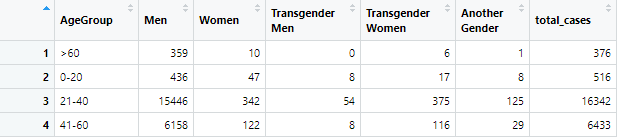 AgeGroup Men Women Transgender Men Transgender Women Another Gender total_cases
1 >60 359 10 0 6 1 376
2 0-20 436 47 8 17 8 516
3 21-40 15446 342 54 375 125 16342
4 41-60 6158 122 8 116 29 6433